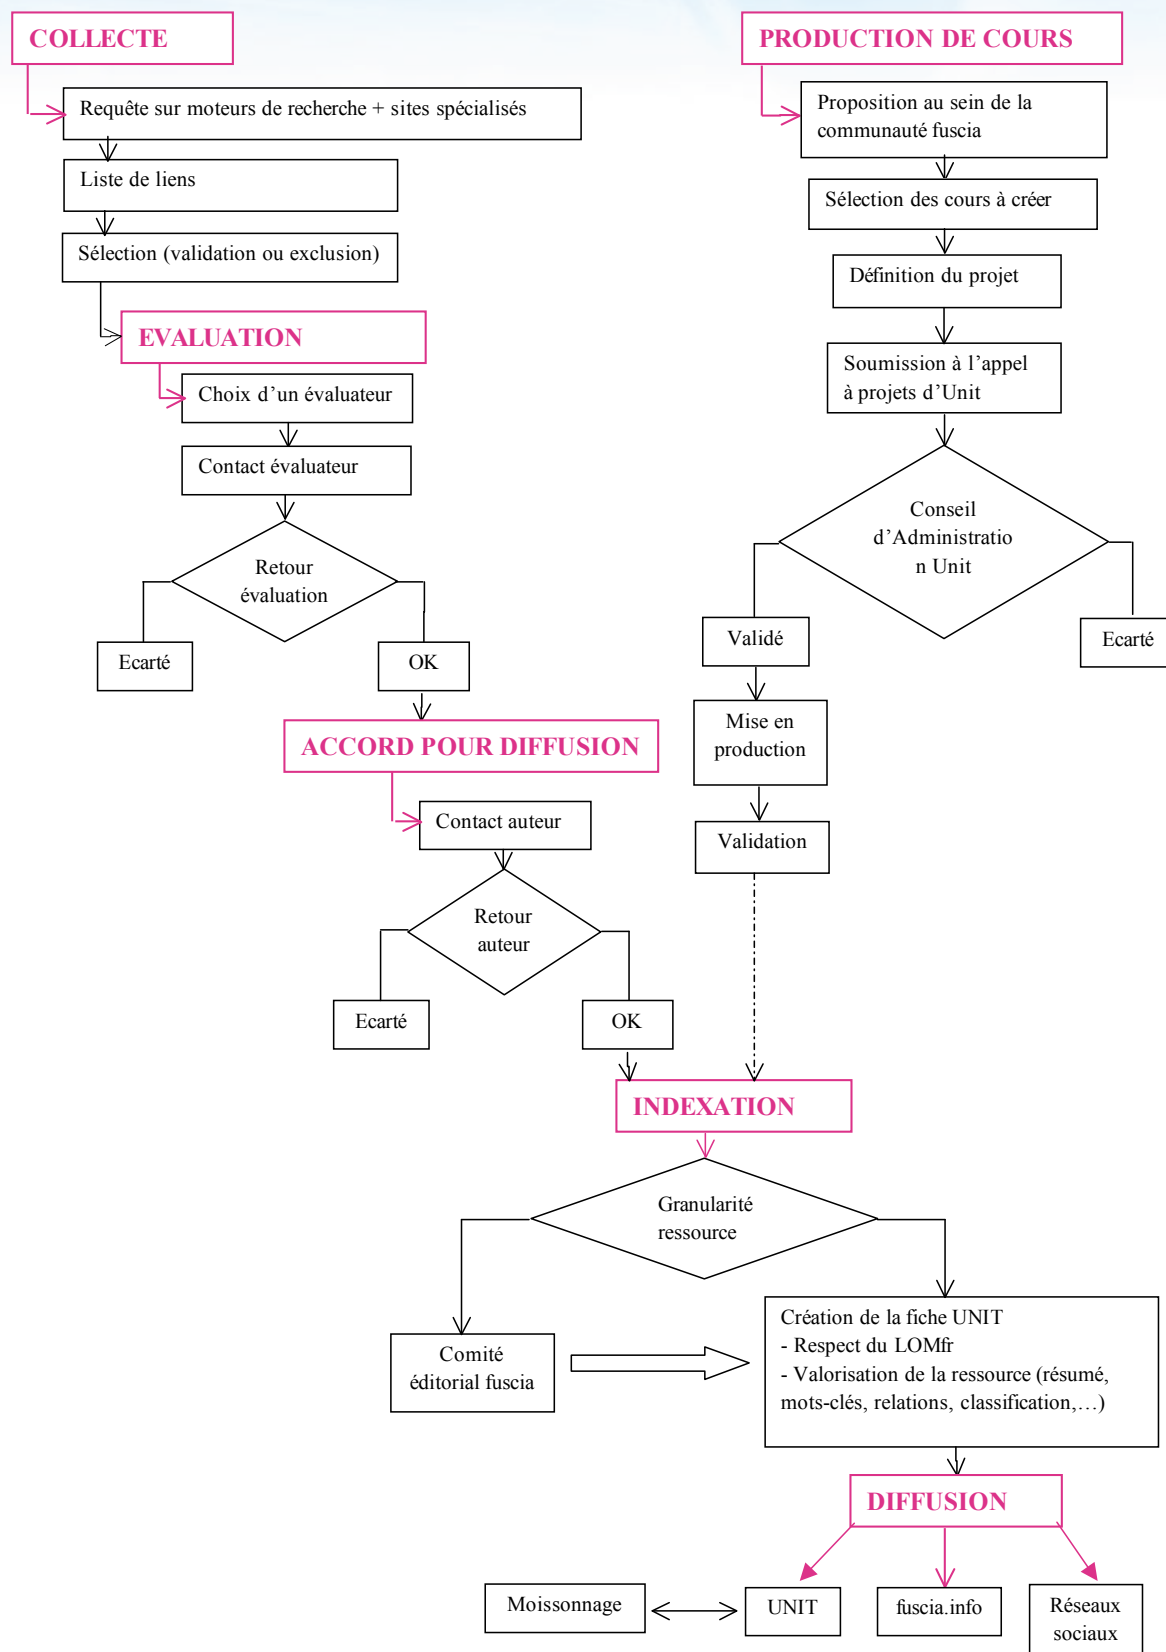 COLLECTE
Requête sur moteurs de recherche + sites spécialisés
Liste de liens
Sélection (validation ou exclusion)
EVALUATION
Choix d'un évaluateur
Contact évaluateur
Retour
évaluation
Ecarté
OK
ACCORD POUR DIFFUSION
Contact auteur
Retour
auteur
Ecarté
OK
PRODUCTION DE COURS
Proposition au sein de la
communauté fuscia
Sélection des cours à créer
Définition du projet
Soumission à l'appel
à projets d'Unit
Conseil
d'Administratio
n Unit
Validé
Ecarté
Mise en
production
Validation
INDEXATION
Granularité
ressource
Comité
éditorial fuscia
Création de la fiche UNIT
- Respect du LOMfr
- Valorisation de la ressource (résumé,
mots-clés, relations, classification,…)
DIFFUSION
Moissonnage
UNIT
fuscia.info
Réseaux
sociaux